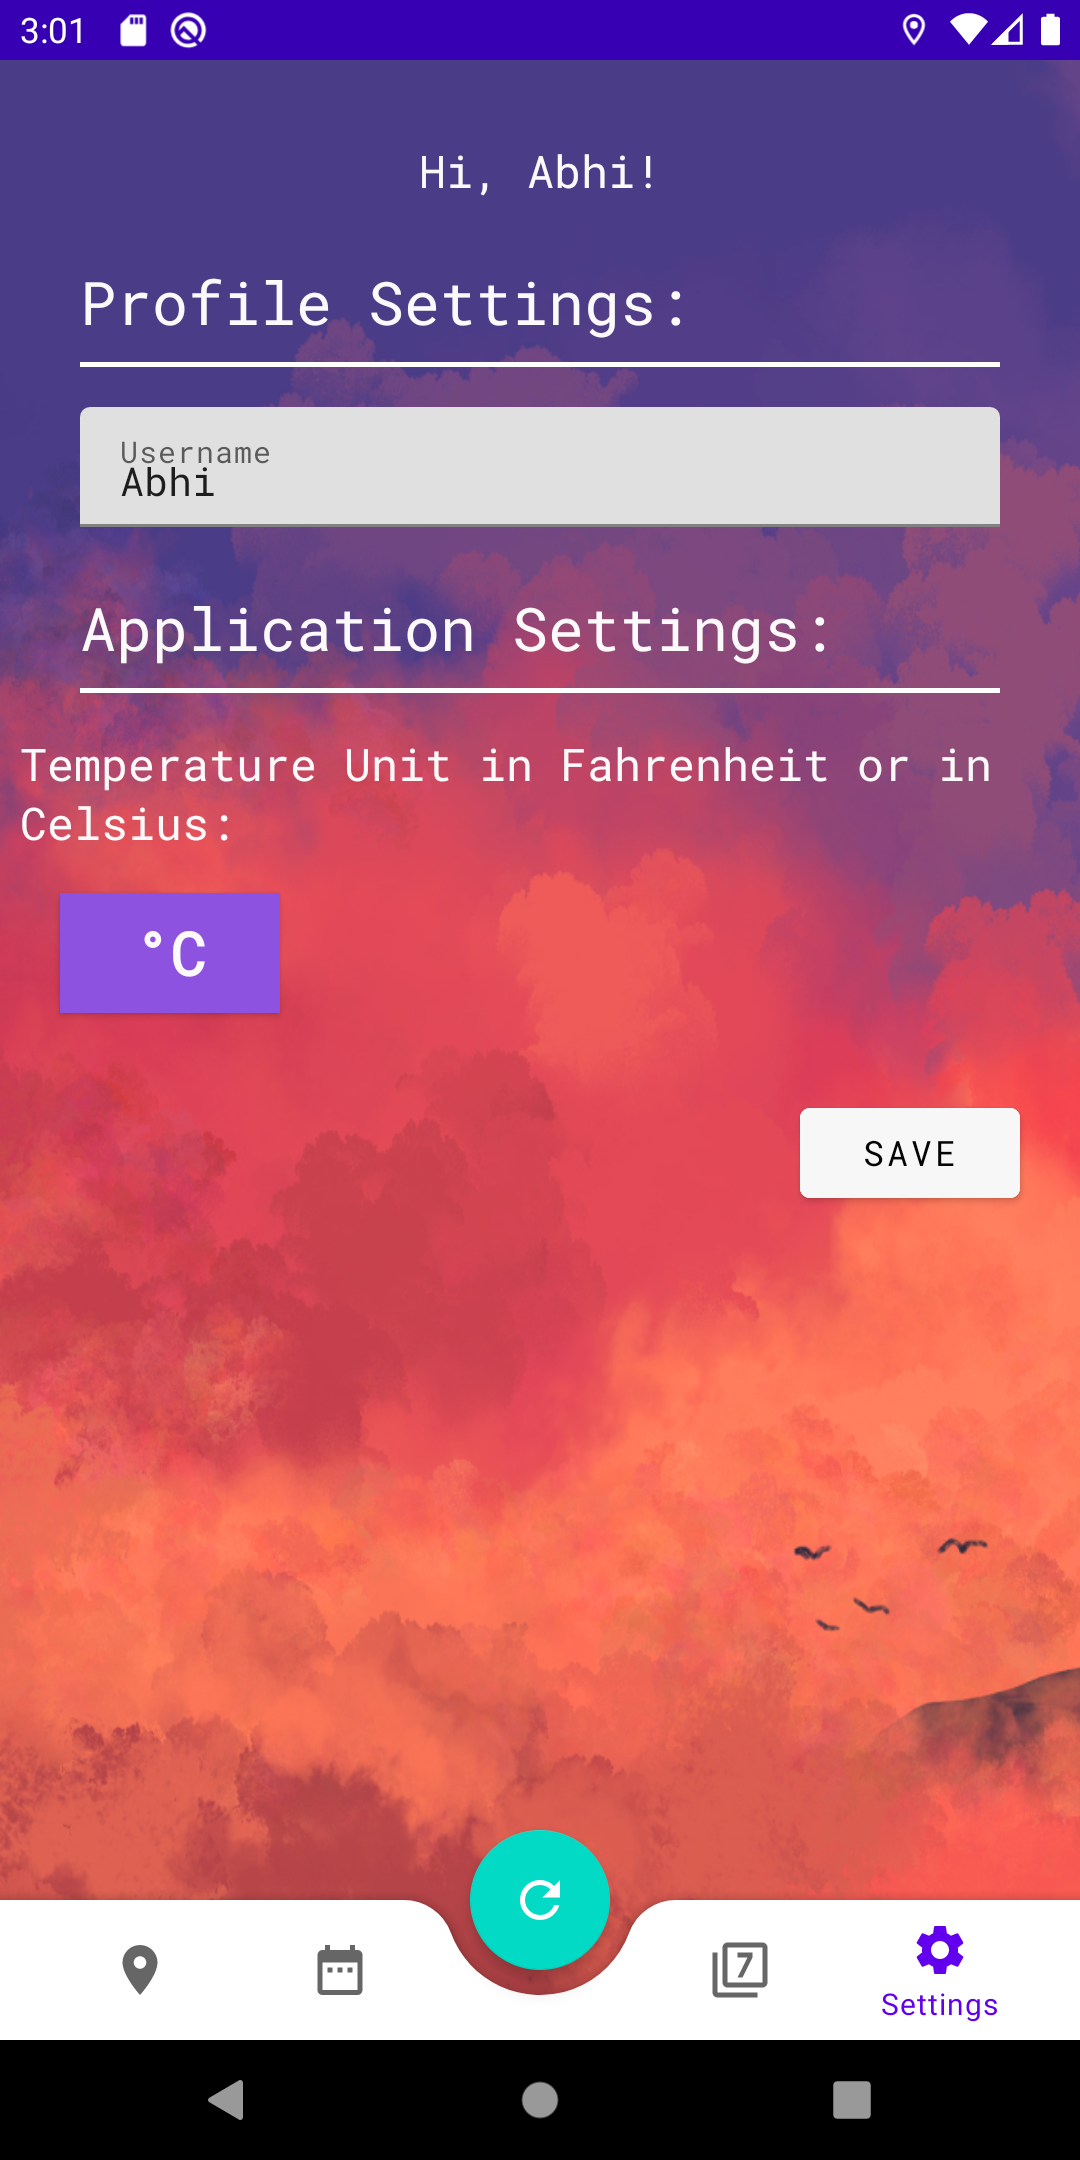 3:01
Hi, Abhi!
Profile Settings:
Username
Abhi
Application Settings:
Temperature Unit in Fahrenheit or in
Celsius:
°C
SAVE
7
Settings